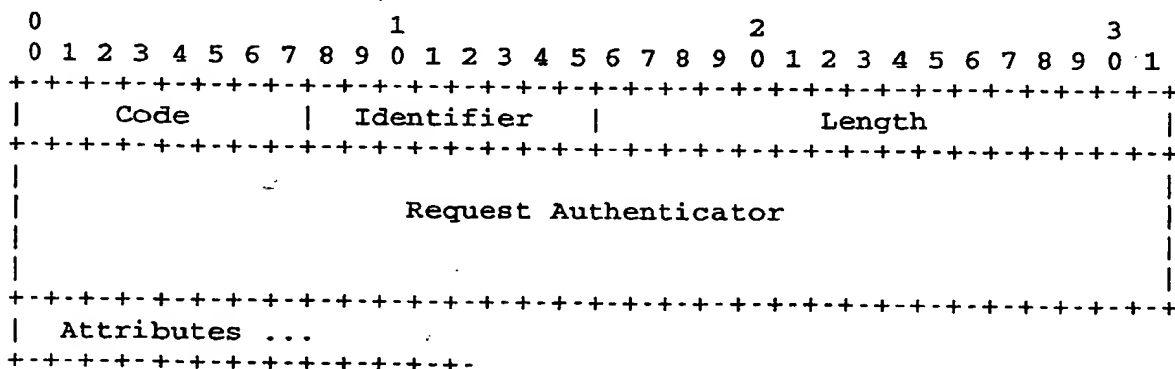 0                   1                   2                   3
0 1 2 3 4 5 6 7 8 9 0 1 2 3 4 5 6 7 8 9 0 1 2 3 4 5 6 7 8 9 0 1
+-+-+-+-+-+-+-+-+-+-+-+-+-+-+-+-+-+-+-+-+-+-+-+-+-+-+-+-+-+-+-+-+
|     Code      |  Identifier   |            Length             |
+-+-+-+-+-+-+-+-+-+-+-+-+-+-+-+-+-+-+-+-+-+-+-+-+-+-+-+-+-+-+-+-+
|                                                               |
|                     Request Authenticator                     |
|                                                               |
|                                                               |
+-+-+-+-+-+-+-+-+-+-+-+-+-+-+-+-+-+-+-+-+-+-+-+-+-+-+-+-+-+-+-+-+
|  Attributes ...
+-+-+-+-+-+-+-+-+-+-+-+-+-